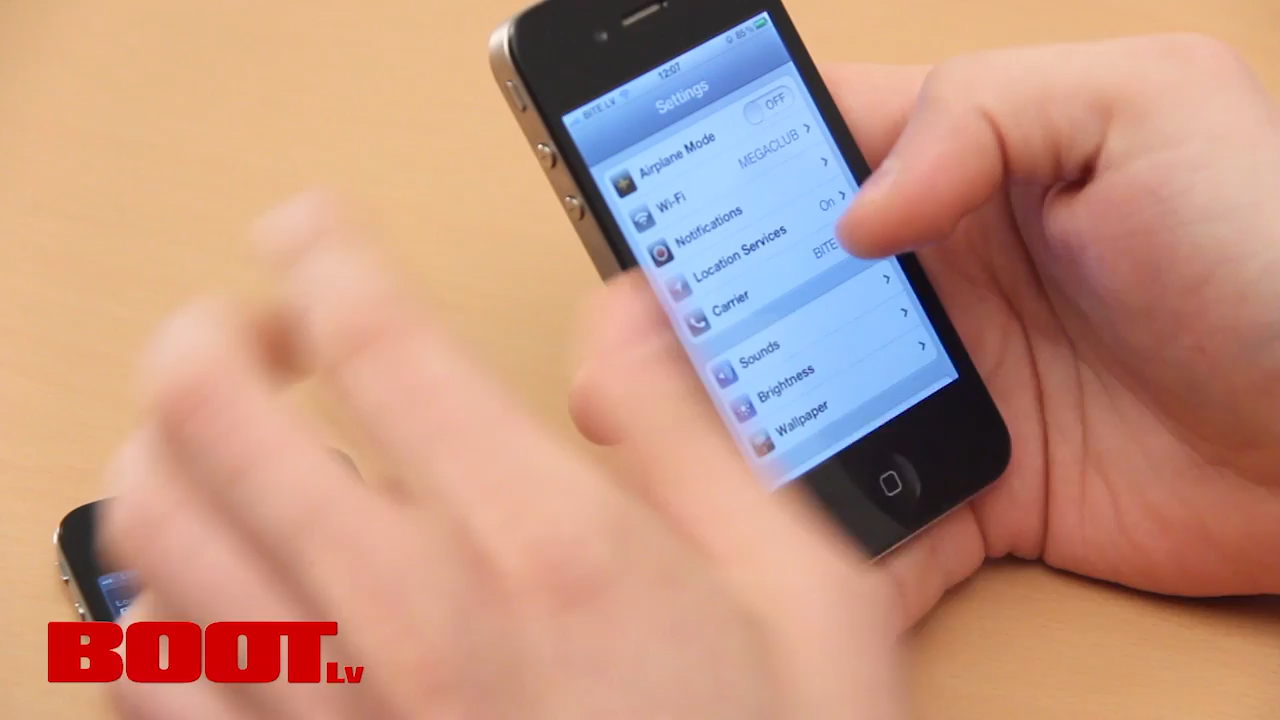 BITE LV 12:07 85%
Settings
Airplane Mode OFF
Wi-Fi MEGACLUB
Notifications
Location Services On
Carrier BITE
Sounds
Brightness
Wallpaper
BOOT.LV